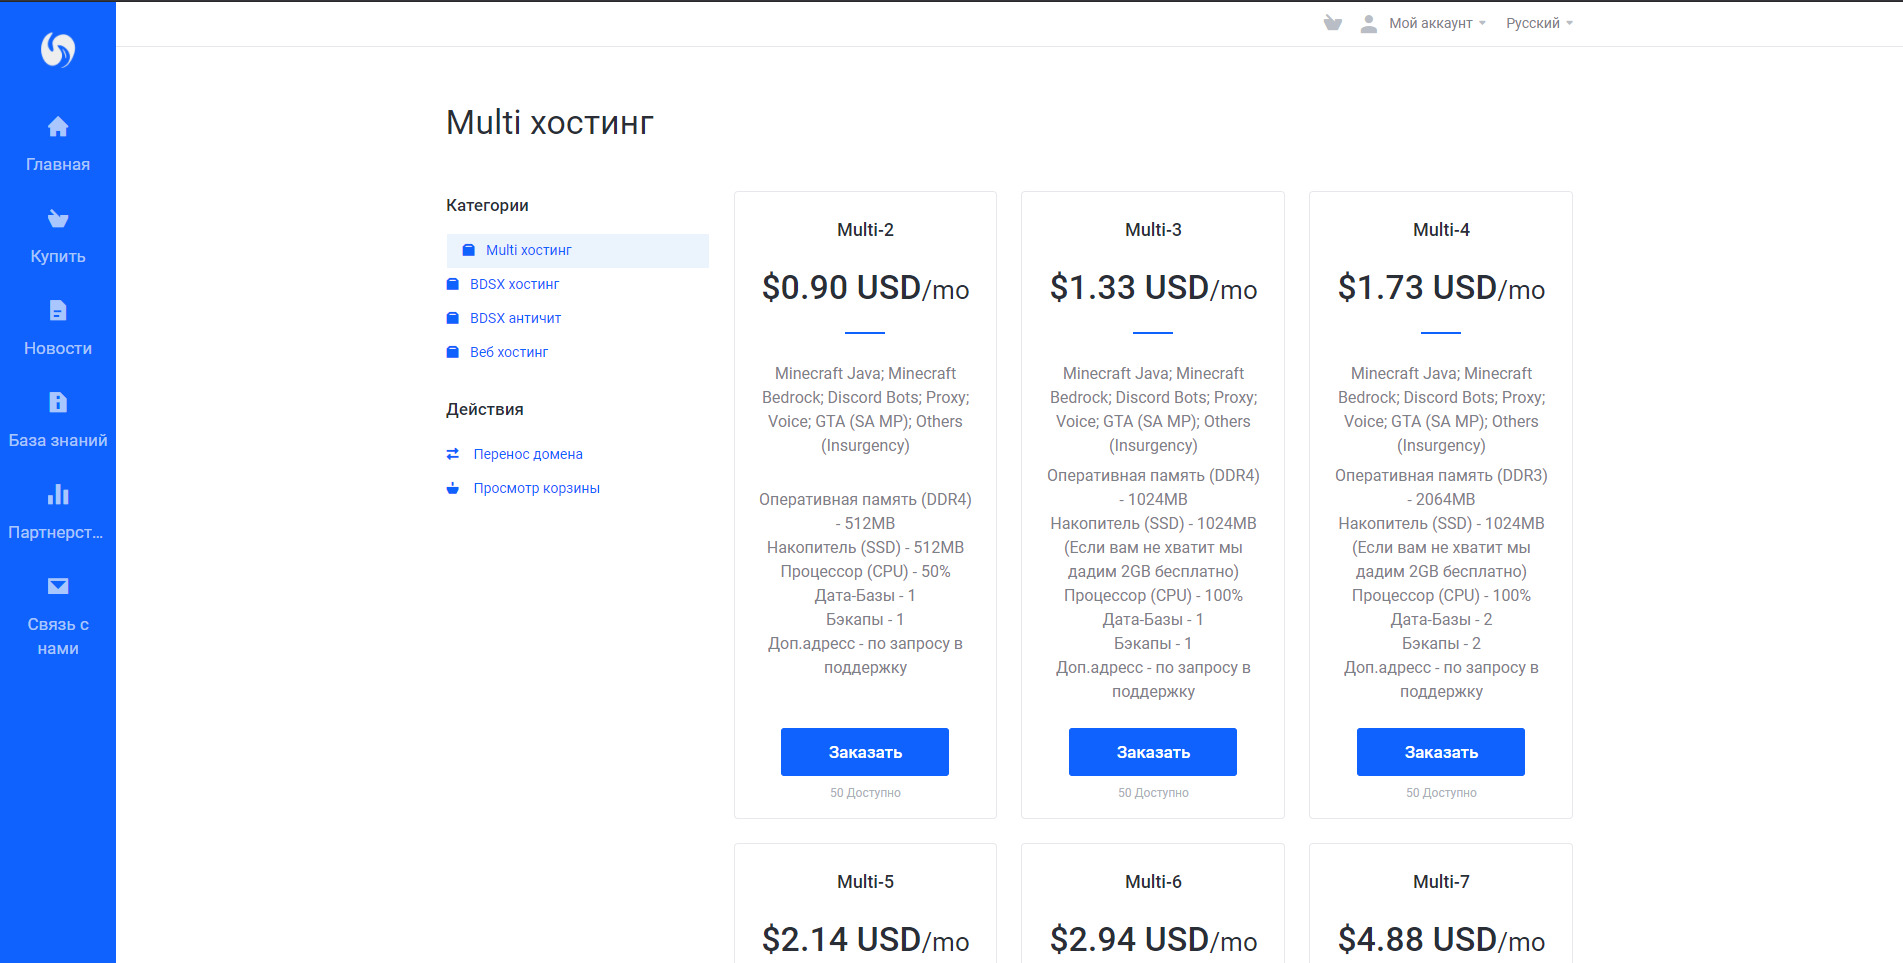 Мой аккаунт
Русский
Главная
Купить
Новости
База знаний
Партнерст...
Связь с
нами
Multi хостинг
Категории
Multi хостинг
BDSX хостинг
BDSX античит
Веб хостинг
Действия
Перенос домена
Просмотр корзины
Multi-2
$0.90 USD/mo
Minecraft Java; Minecraft
Bedrock; Discord Bots; Proxy;
Voice; GTA (SA MP); Others
(Insurgency)
Оперативная память (DDR4)
- 512MB
Накопитель (SSD) - 512MB
Процессор (CPU) - 50%
Дата-Базы - 1
Бэкапы - 1
Доп.адресс - по запросу в
поддержку
Заказать
50 Доступно
Multi-3
$1.33 USD/mo
Minecraft Java; Minecraft
Bedrock; Discord Bots; Proxy;
Voice; GTA (SA MP); Others
(Insurgency)
Оперативная память (DDR4)
- 1024MB
Накопитель (SSD) - 1024MB
(Если вам не хватит мы
дадим 2GB бесплатно)
Процессор (CPU) - 100%
Дата-Базы - 1
Бэкапы - 1
Доп.адресс - по запросу в
поддержку
Заказать
50 Доступно
Multi-4
$1.73 USD/mo
Minecraft Java; Minecraft
Bedrock; Discord Bots; Proxy;
Voice; GTA (SA MP); Others
(Insurgency)
Оперативная память (DDR3)
- 2064MB
Накопитель (SSD) - 1024MB
(Если вам не хватит мы
дадим 2GB бесплатно)
Процессор (CPU) - 100%
Дата-Базы - 2
Бэкапы - 2
Доп.адресс - по запросу в
поддержку
Заказать
50 Доступно
Multi-5
$2.14 USD/mo
Multi-6
$2.94 USD/mo
Multi-7
$4.88 USD/mo